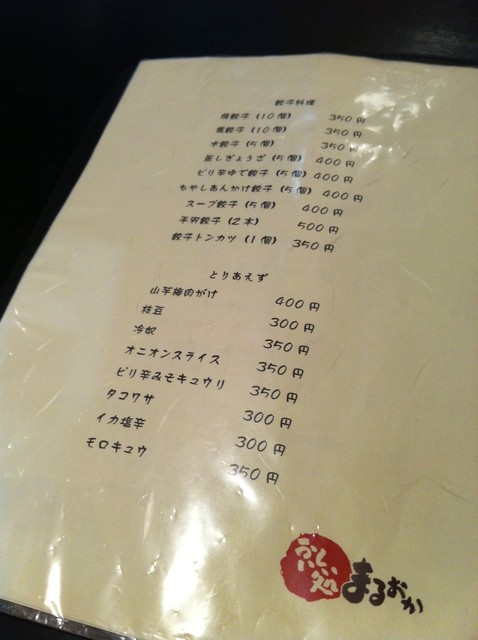 餃子料理
焼餃子 (10個) 350円
揚餃子 (10個) 350円
水餃子 (5個) 350円
蒸しぎょうざ (5個) 400円
ピリ辛ゆで餃子 (5個) 400円
もやしあんかけ餃子 (5個) 400円
スープ餃子 (5個) 400円
手羽餃子 (2本) 500円
餃子トンカツ (1個) 350円
とりあえず
山芋梅肉がけ 400円
枝豆 300円
冷奴 350円
オニオンスライス 350円
ピリ辛みそキュウリ 350円
タコワサ 300円
イカ塩辛 300円
モロキュウ 350円
処 まるおか